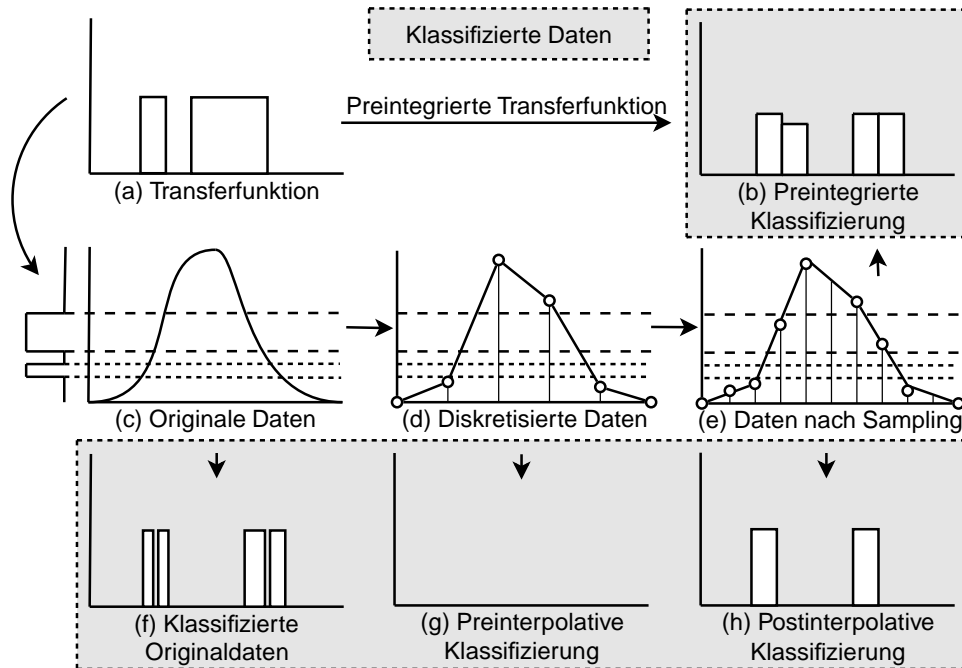 Klassifizierte Daten
Preintegrierte Transferfunktion
(a) Transferfunktion
(b) Preintegrierte
Klassifizierung
(c) Originale Daten
(d) Diskretisierte Daten
(e) Daten nach Sampling
(f) Klassifizierte
Originaldaten
(g) Preinterpolative
Klassifizierung
(h) Postinterpolative
Klassifizierung